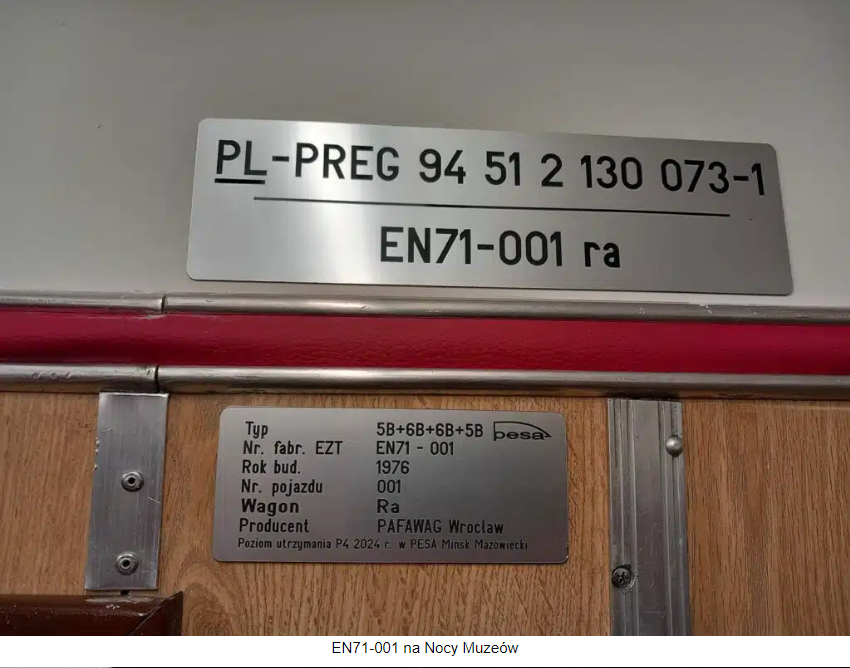 PL-PREG 94 51 2 130 073-1
EN71-001 ra
Typ 5B+6B+6B+5B pesa
Nr. fabr. EZT EN71 - 001
Rok bud. 1976
Nr. pojazdu 001
Wagon Ra
Producent PAFAWAG Wrocław
Poziom utrzymania P4 2024 r. w PESA Mińsk Mazowiecki
EN71-001 na Nocy Muzeów